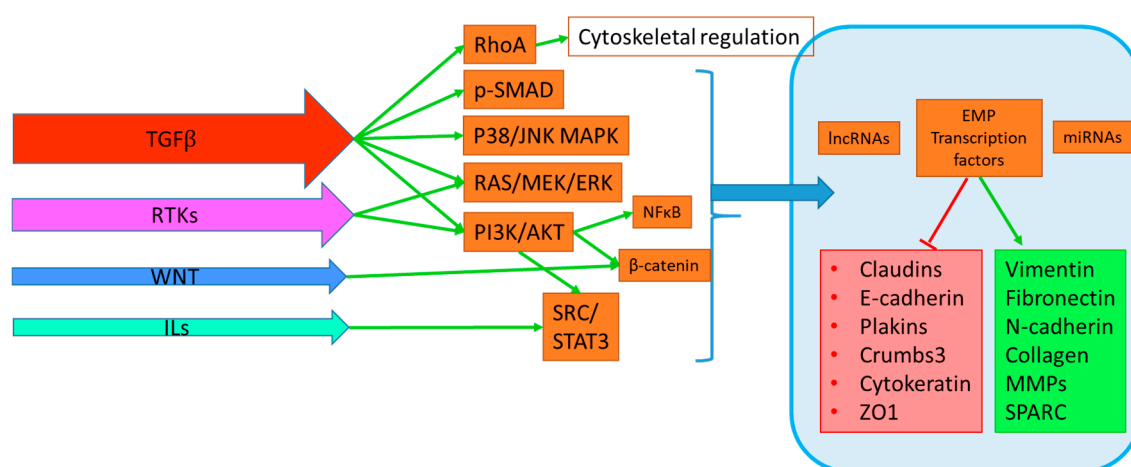 RhoA
Cytoskeletal regulation
p-SMAD
TGFβ
P38/JNK MAPK
RAS/MEK/ERK
RTKs
PI3K/AKT
NFκB
WNT
β-catenin
ILs
SRC/
STAT3
lncRNAs
EMP
Transcription
factors
miRNAs
• Claudins
• E-cadherin
• Plakins
• Crumbs3
• Cytokeratin
• ZO1
Vimentin
Fibronectin
N-cadherin
Collagen
MMPs
SPARC